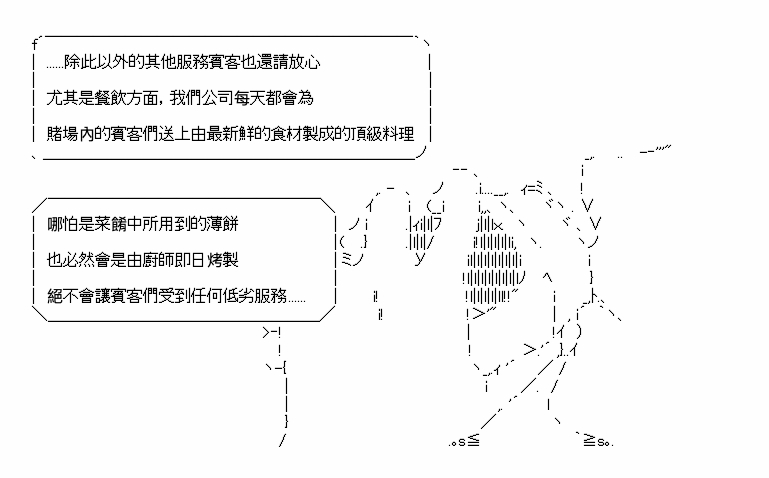 ......除此以外的其他服務賓客也還請放心
尤其是餐飲方面，我們公司每天都會為
賭場內的賓客們送上由最新鮮的食材製成的頂級料理
哪怕是菜餚中所用到的薄餅
也必然會是由廚師即日烤製
絕不會讓賓客們受到任何低劣服務......